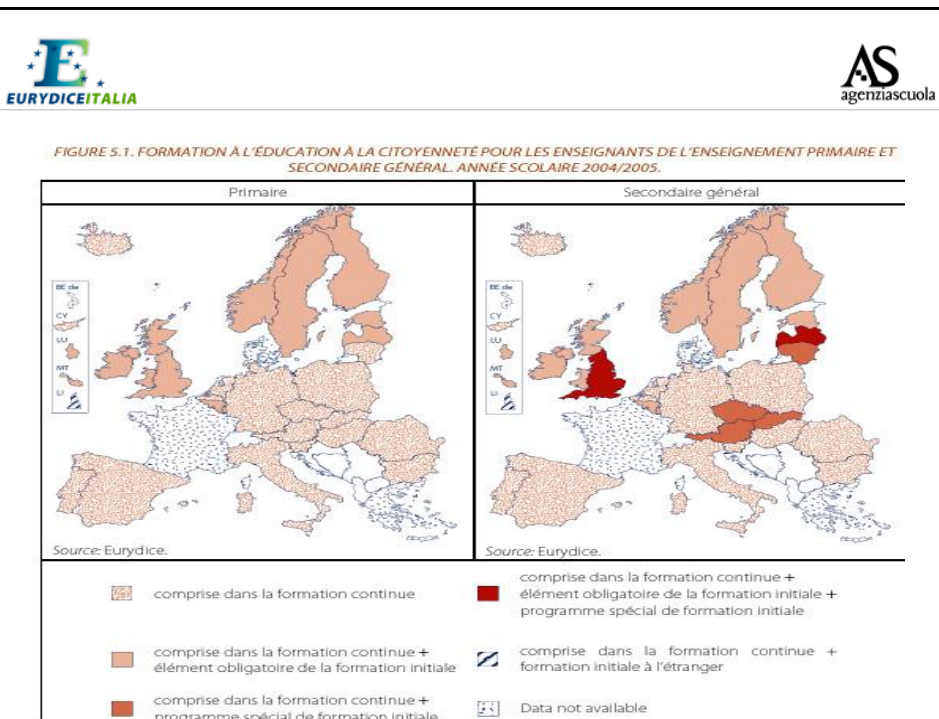 EURYDICEITALIA
AS
agenziascuola
FIGURE 5.1. FORMATION À L'ÉDUCATION À LA CITOYENNETÉ POUR LES ENSEIGNANTS DE L'ENSEIGNEMENT PRIMAIRE ET
SECONDAIRE GÉNÉRAL. ANNÉE SCOLAIRE 2004/2005.
Primaire
Secondaire général
BE de
CY
LU
MT
LI
BE de
CY
LU
MT
LI
Source: Eurydice.
Source: Eurydice.
comprise dans la formation continue
comprise dans la formation continue +
élément obligatoire de la formation initiale
comprise dans la formation continue +
programme spécial de formation initiale
comprise dans la formation continue +
élément obligatoire de la formation initiale +
programme spécial de formation initiale
comprise dans la formation continue +
formation initiale à l'étranger
Data not available